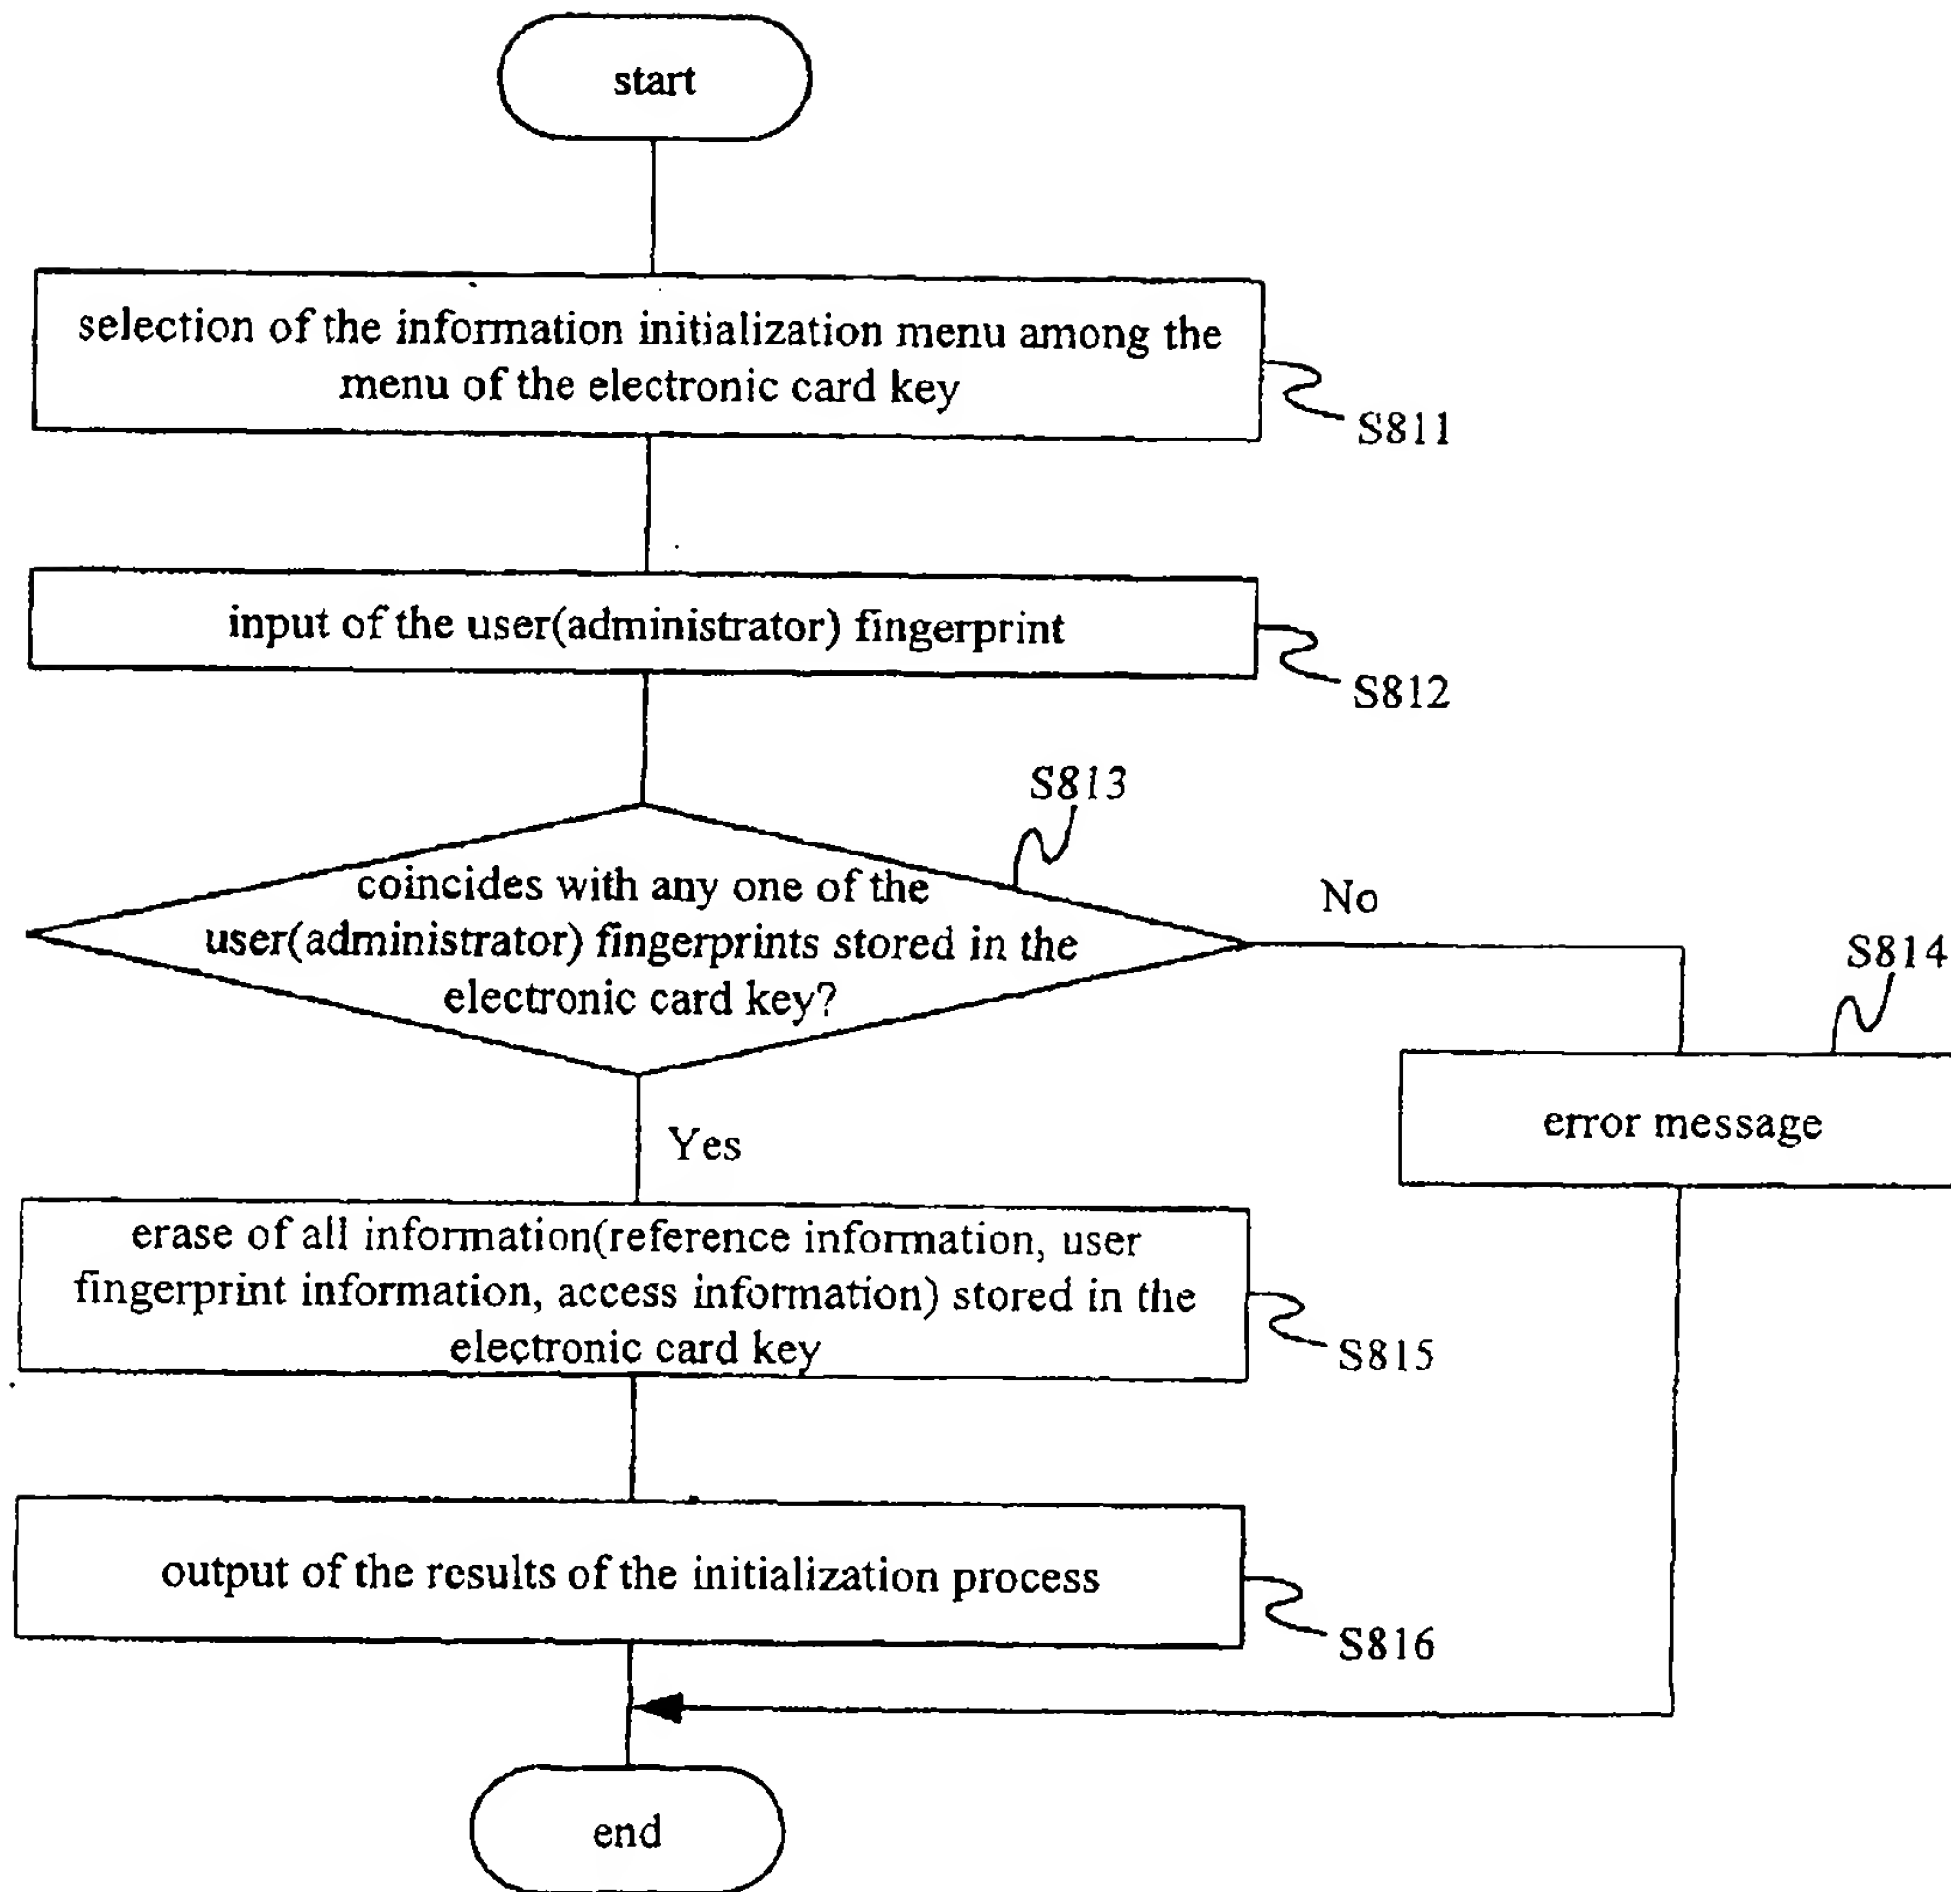 start
selection of the information initialization menu among the
menu of the electronic card key
S811
input of the user(administrator) fingerprint
S812
S813
coincides with any one of the
user(administrator) fingerprints stored in the
electronic card key?
No
S814
error message
Yes
erase of all information(reference information, user
fingerprint information, access information) stored in the
electronic card key
S815
output of the results of the initialization process
S816
end